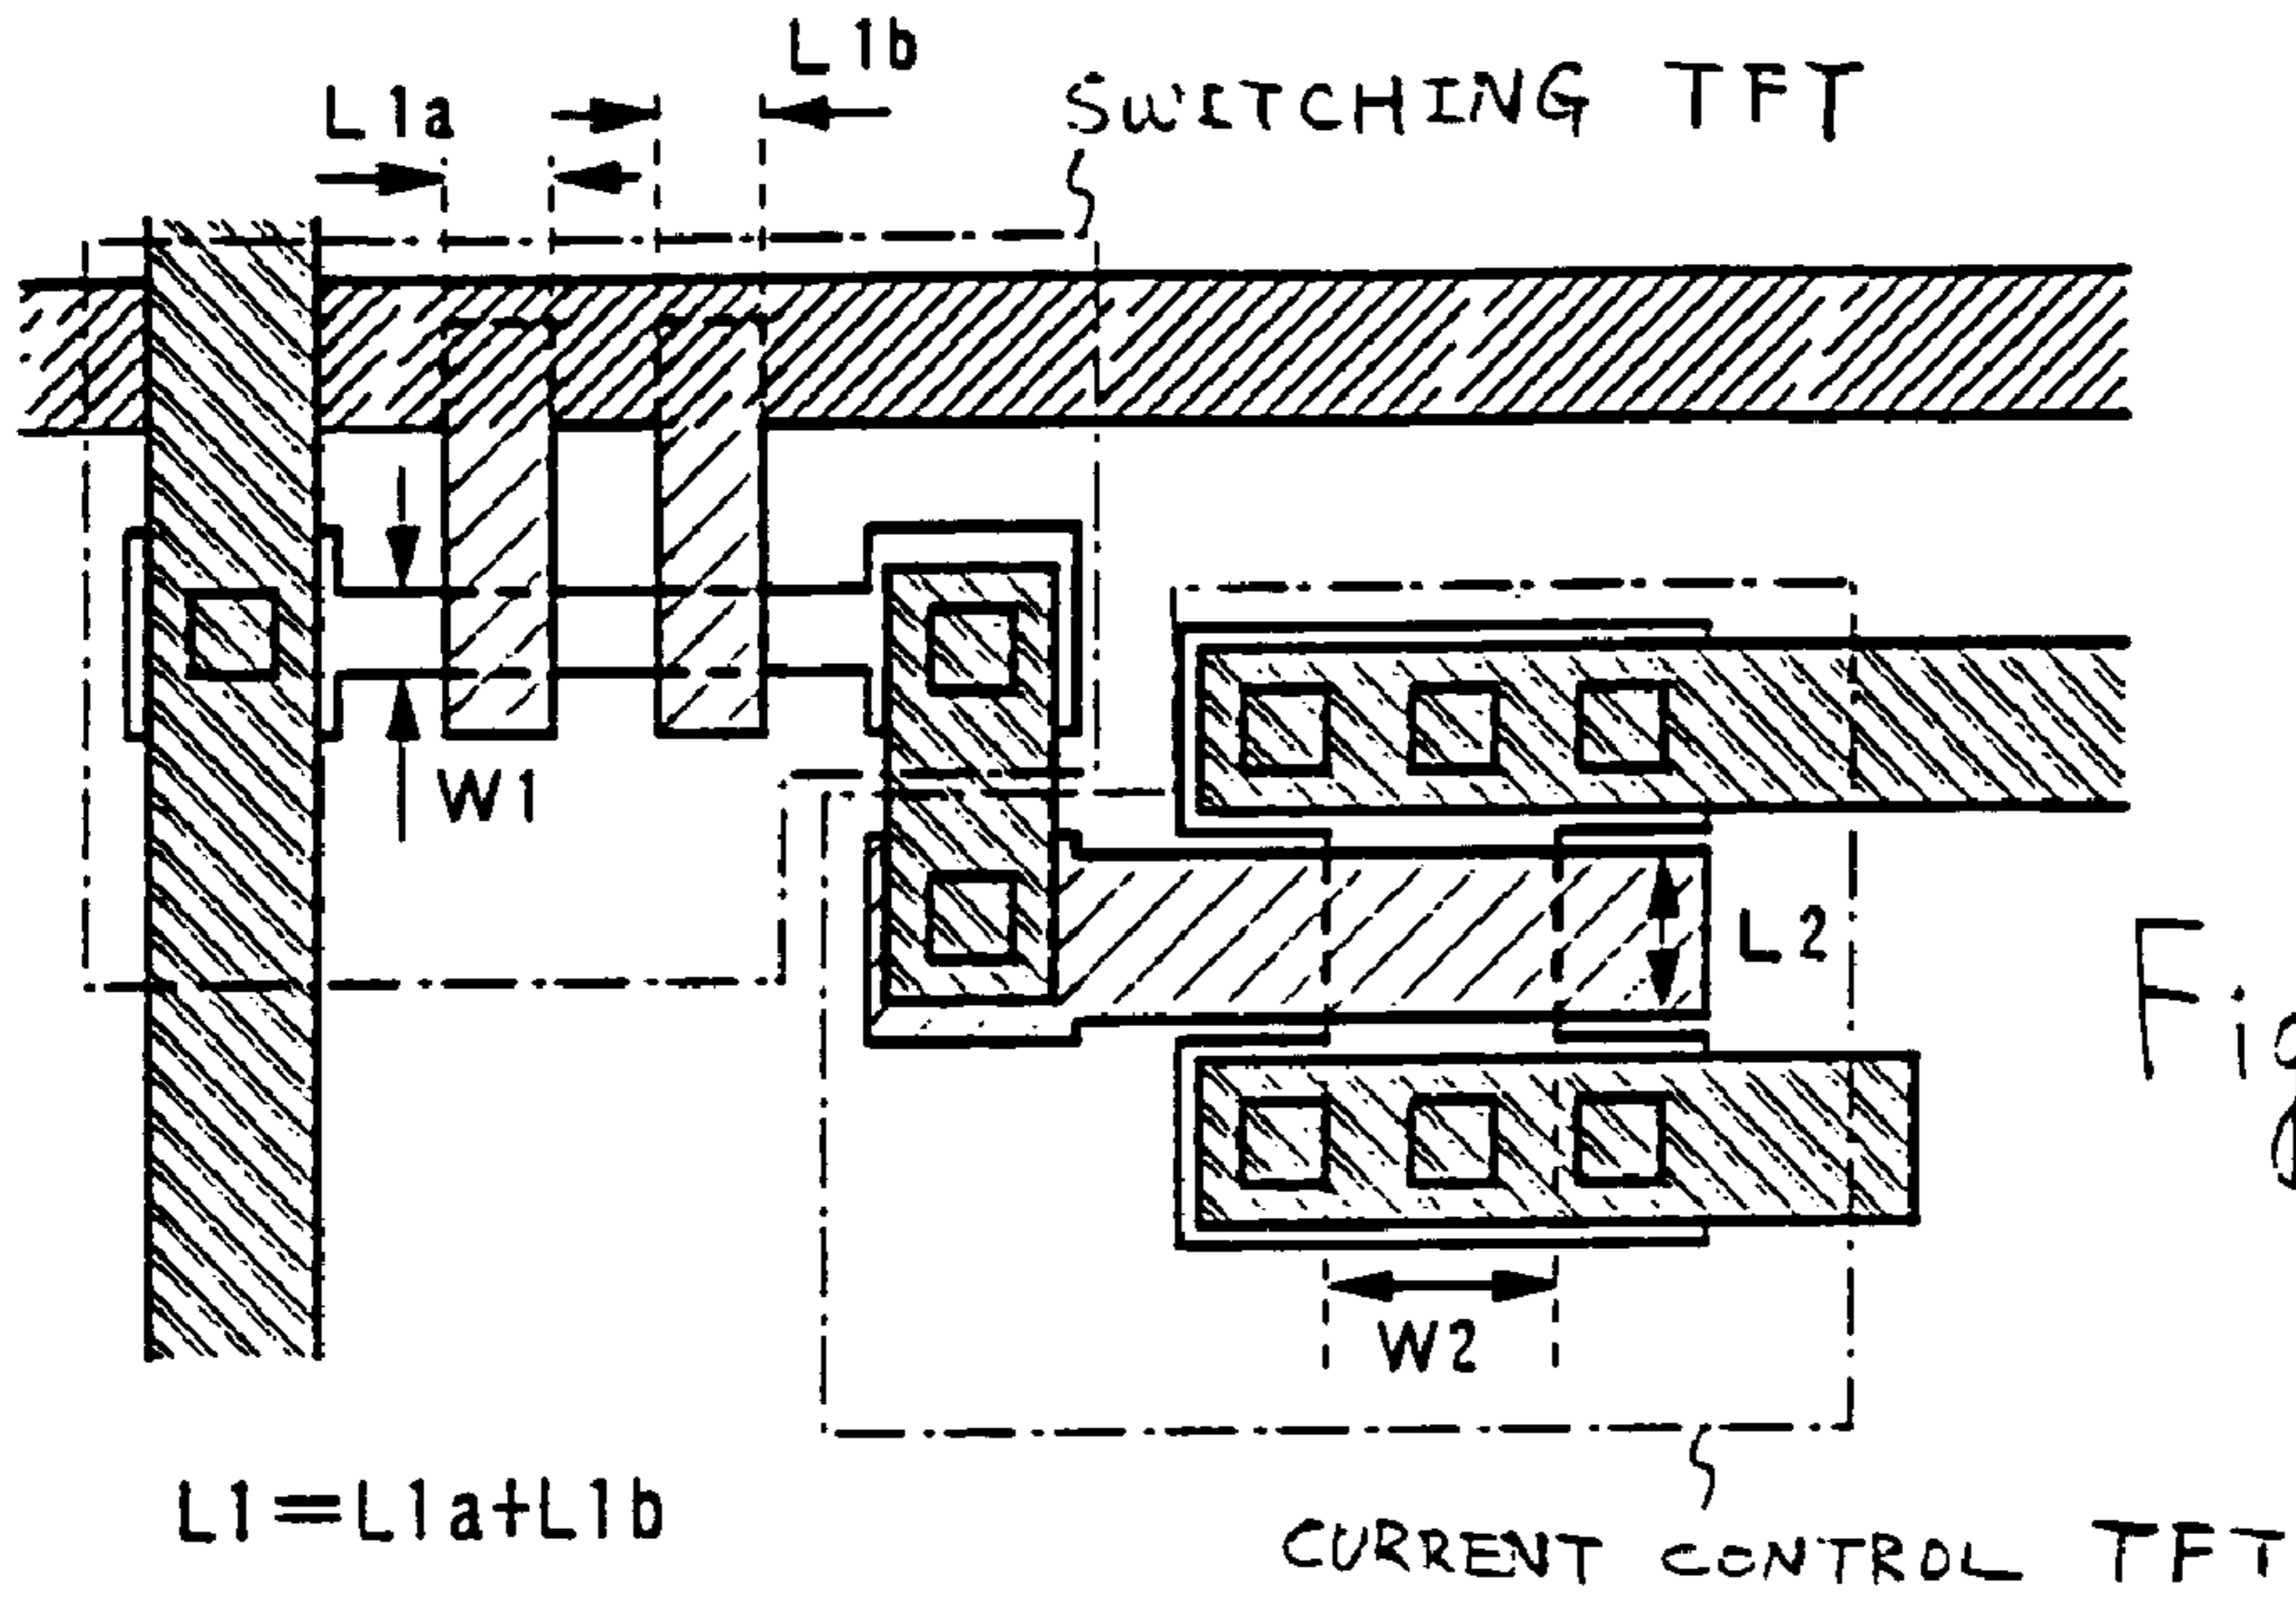 L1b
L1a
SWITCHING TFT
W1
L2
W2
L1=L1a+L1b
CURRENT CONTROL TFT